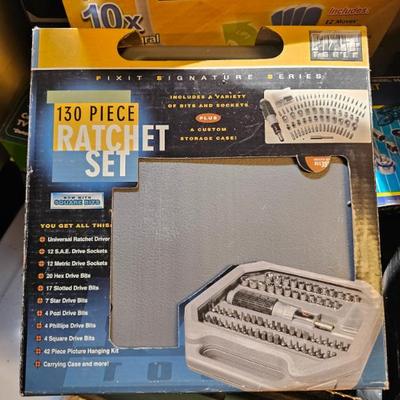 10x
Includes
EZ Mover
FIXIT SIGNATURE SERIES
130 PIECE
RATCHET
SET
INCLUDES A VARIETY
OF BITS AND SOCKETS
PLUS
A CUSTOM
STORAGE CASE!
NOW WITH
SQUARE BITS
YOU GET ALL THIS:
Universal Ratchet Driver
12 S.A.E. Drive Sockets
12 Metric Drive Sockets
20 Hex Drive Bits
17 Slotted Drive Bits
7 Star Drive Bits
4 Pozi Drive Bits
4 Phillips Drive Bits
4 Square Drive Bits
42 Piece Picture Hanging Kit
Carrying Case and more!